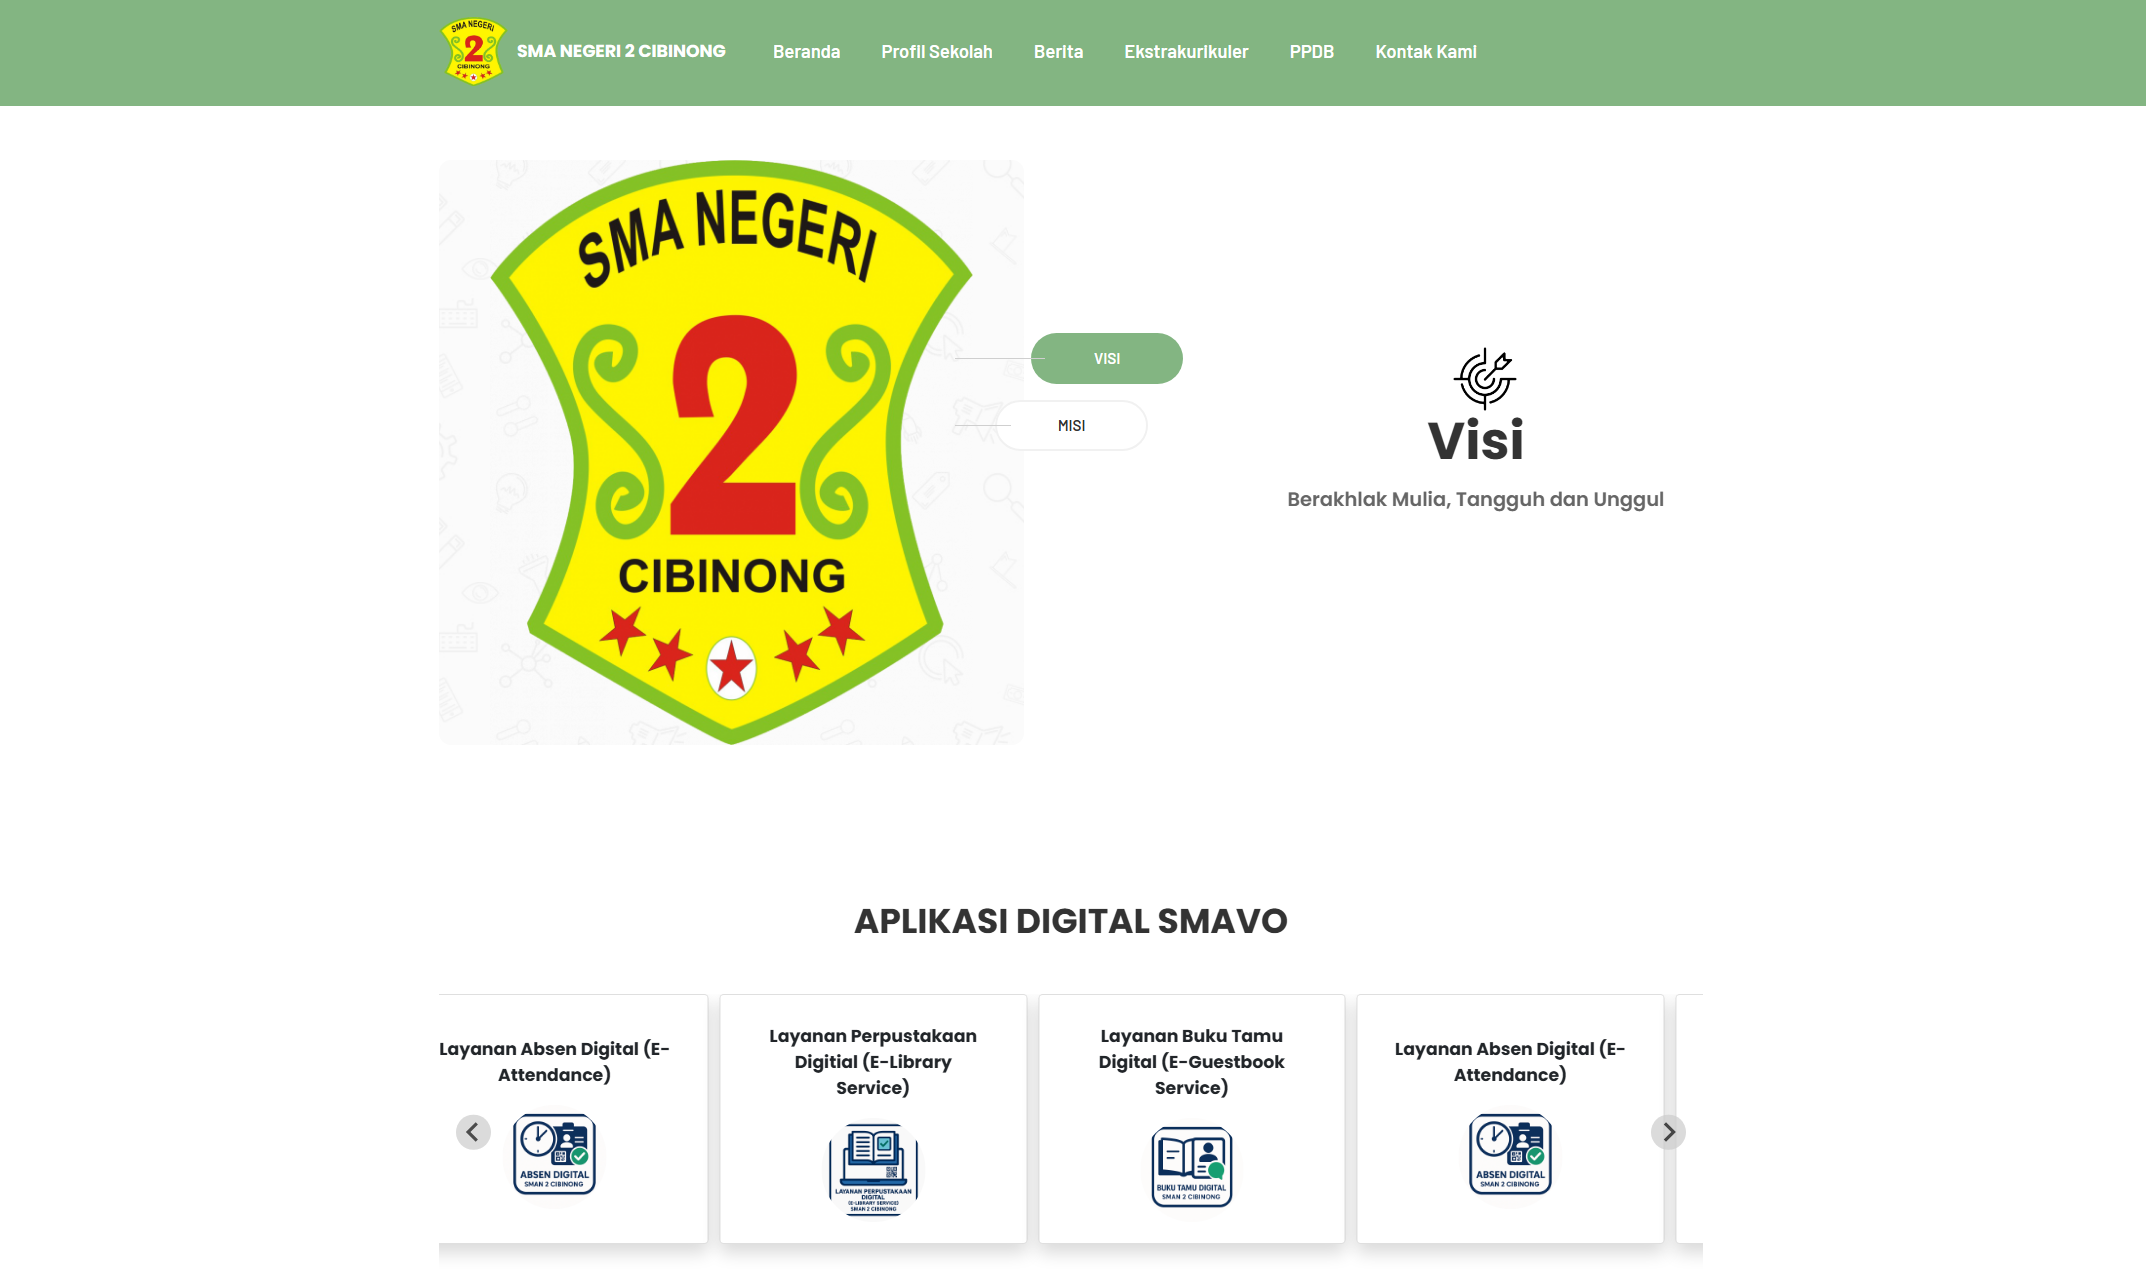 SMA NEGERI
2
CIBINONG
SMA NEGERI 2 CIBINONG
Beranda
Profil Sekolah
Berita
Ekstrakurikuler
PPDB
Kontak Kami
SMA NEGERI
2
CIBINONG
VISI
MISI
Visi
Berakhlak Mulia, Tangguh dan Unggul
APLIKASI DIGITAL SMAVO
Layanan Absen Digital (E-
Attendance)
ABSEN DIGITAL
SMAN 2 CIBINONG
Layanan Perpustakaan
Digitial (E-Library
Service)
LAYANAN PERPUSTAKAAN
DIGITAL
(E-LIBRARY SERVICE)
SMAN 2 CIBINONG
Layanan Buku Tamu
Digital (E-Guestbook
Service)
BUKU TAMU DIGITAL
SMAN 2 CIBINONG
Layanan Absen Digital (E-
Attendance)
ABSEN DIGITAL
SMAN 2 CIBINONG